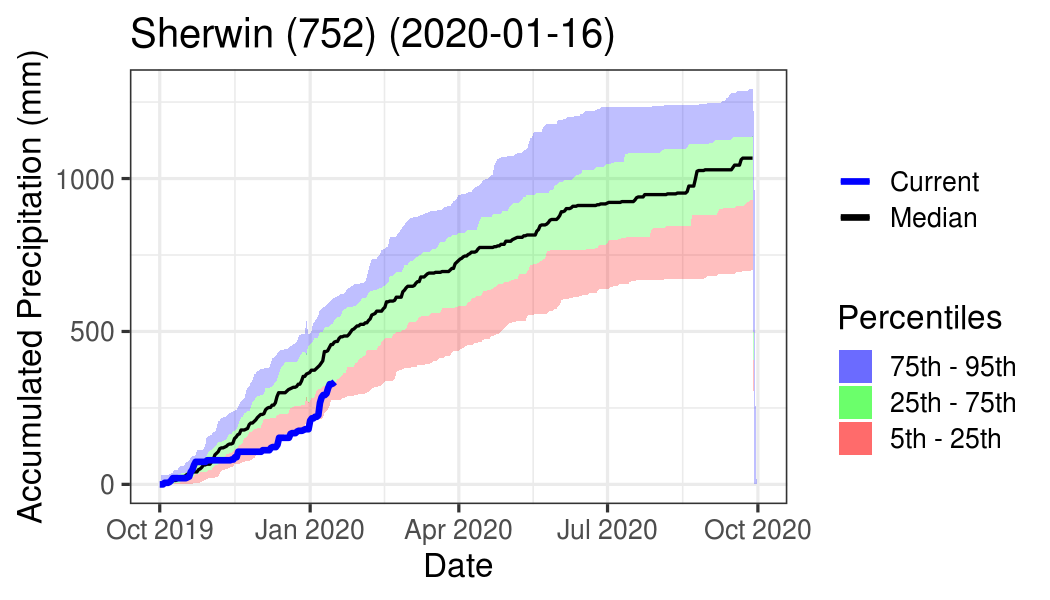 Sherwin (752) (2020-01-16)
Accumulated Precipitation (mm)
1000
500
0
Oct 2019 Jan 2020 Apr 2020 Jul 2020 Oct 2020
Date
Current
Median
Percentiles
75th - 95th
25th - 75th
5th - 25th